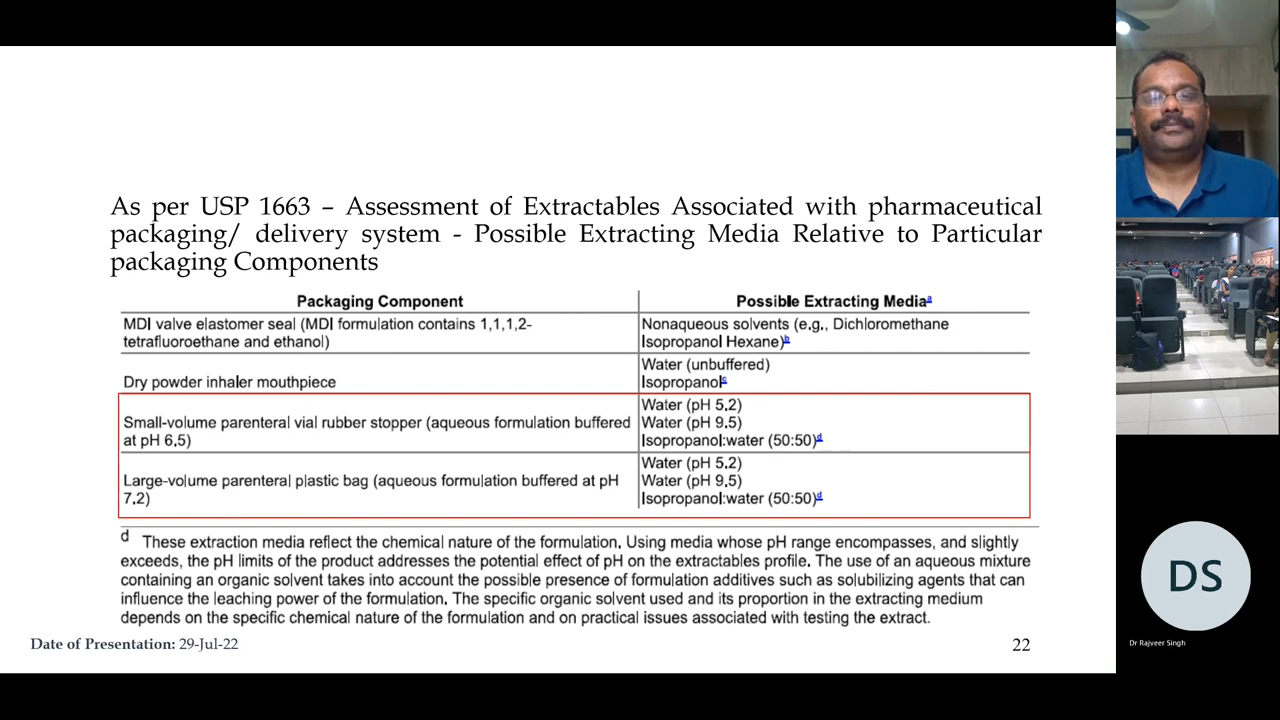 As per USP 1663 – Assessment of Extractables Associated with pharmaceutical
packaging/ delivery system - Possible Extracting Media Relative to Particular
packaging Components
Packaging Component
Possible Extracting Mediaa
MDI valve elastomer seal (MDI formulation contains 1,1,1,2-
tetrafluoroethane and ethanol)
Nonaqueous solvents (e.g., Dichloromethane
Isopropanol Hexane)b
Dry powder inhaler mouthpiece
Water (unbuffered)
Isopropanolc
Small-volume parenteral vial rubber stopper (aqueous formulation buffered
at pH 6.5)
Water (pH 5.2)
Water (pH 9.5)
Isopropanol:water (50:50)d
Large-volume parenteral plastic bag (aqueous formulation buffered at pH
7.2)
Water (pH 5.2)
Water (pH 9.5)
Isopropanol:water (50:50)d
d These extraction media reflect the chemical nature of the formulation. Using media whose pH range encompasses, and slightly
exceeds, the pH limits of the product addresses the potential effect of pH on the extractables profile. The use of an aqueous mixture
containing an organic solvent takes into account the possible presence of formulation additives such as solubilizing agents that can
influence the leaching power of the formulation. The specific organic solvent used and its proportion in the extracting medium
depends on the specific chemical nature of the formulation and on practical issues associated with testing the extract.
Date of Presentation: 29-Jul-22
22
DS
Dr Rajveer Singh